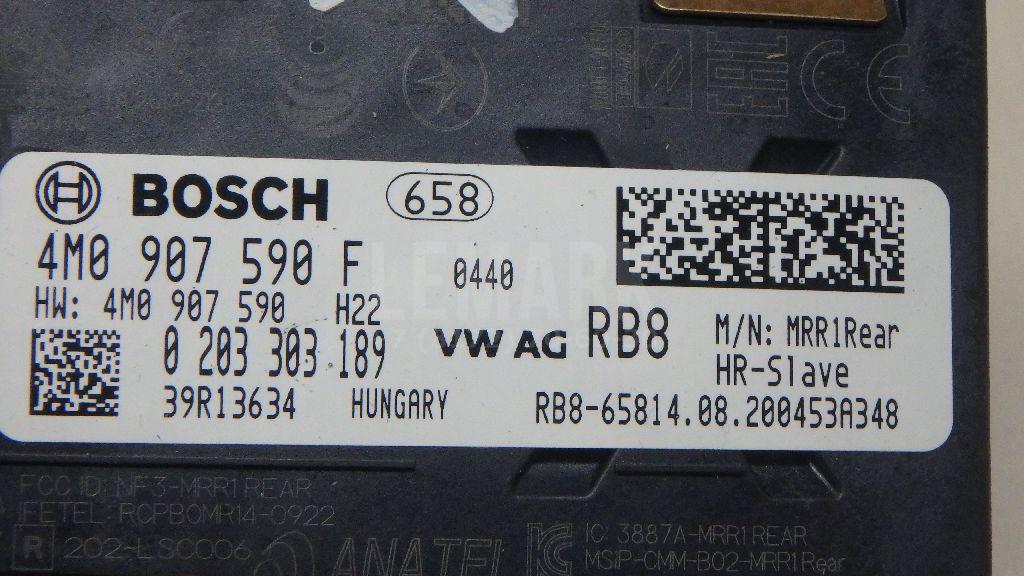 BOSCH 658
4M0 907 590 F 0440
HW: 4M0 907 590 H22
0 203 303 189 VW AG RB8 M/N: MRR1Rear
HR-Slave
39R13634 HUNGARY RB8-65814.08.200453A348
FCC ID: NF3-MRR1REAR
IFETEL: RCPBOMR14-0922
R 202-LSC006 ANATEL IC: 3887A-MRR1REAR
MSIP-CMM-B02-MRR1Rear